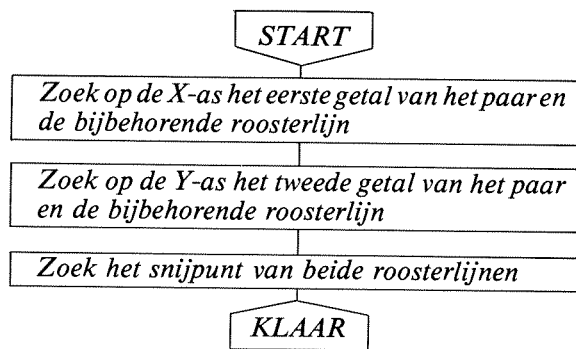 START
Zoek op de X-as het eerste getal van het paar en
de bijbehorende roosterlijn
Zoek op de Y-as het tweede getal van het paar
en de bijbehorende roosterlijn
Zoek het snijpunt van beide roosterlijnen
KLAAR